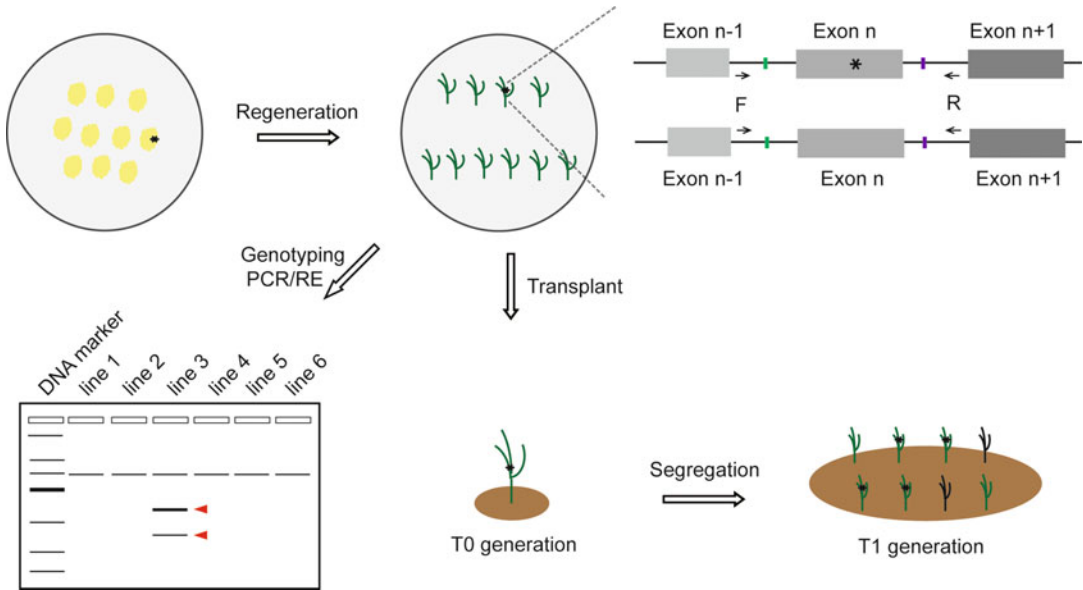 Regeneration
Exon n-1 Exon n Exon n+1
*
F R
Exon n-1 Exon n Exon n+1
Genotyping
PCR/RE
Transplant
DNA marker
line 1
line 2
line 3
line 4
line 5
line 6
T0 generation
Segregation
T1 generation